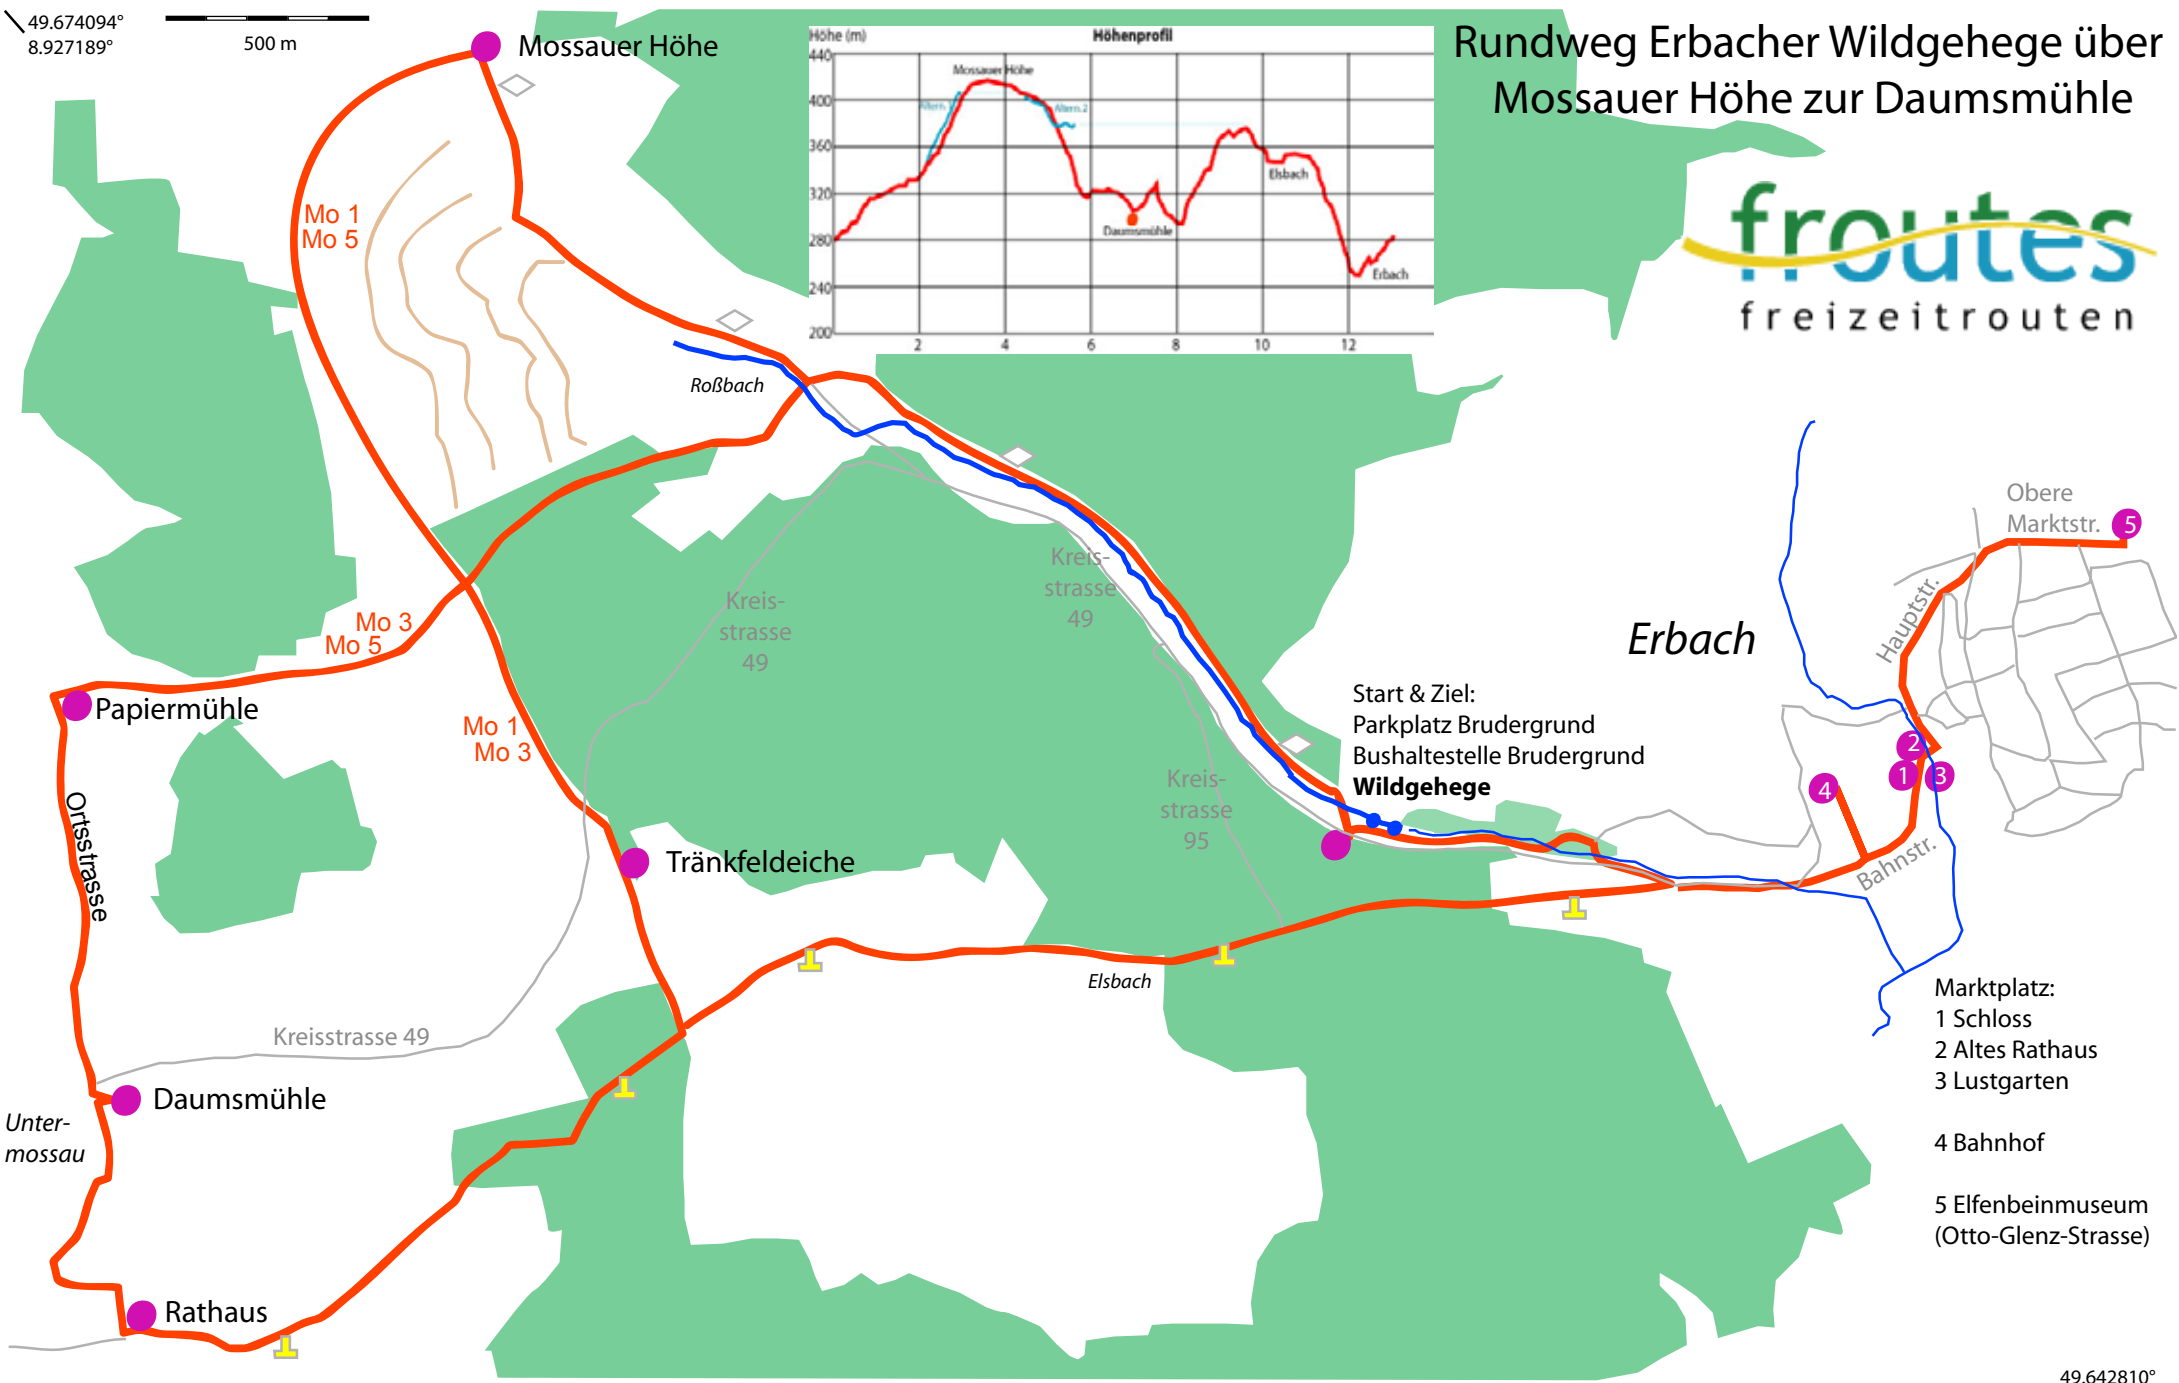 49.674094°
8.927189°
500 m
Mossauer Höhe
Rundweg Erbacher Wildgehege über
Mossauer Höhe zur Daumsmühle
froutes
freizeitrouten
Höhe (m)
Höhenprofil
440
400
360
320
280
240
200
2
4
6
8
10
12
Mossauer Höhe
Altern.1
Altern.2
Daumsmühle
Elsbach
Erbach
Mo 1
Mo 5
Roßbach
Kreis-
strasse
49
Kreis-
strasse
49
Obere
Marktstr.
5
Hauptstr.
Erbach
Mo 3
Mo 5
Papiermühle
Mo 1
Mo 3
Start & Ziel:
Parkplatz Brudergrund
Bushaltestelle Brudergrund
Wildgehege
Kreis-
strasse
95
2
1
3
4
Bahnstr.
Ortsstrasse
Tränkfeldeiche
Elsbach
Kreisstrasse 49
Daumsmühle
Unter-
mossau
Rathaus
Marktplatz:
1 Schloss
2 Altes Rathaus
3 Lustgarten
4 Bahnhof
5 Elfenbeinmuseum
(Otto-Glenz-Strasse)
49.642810°